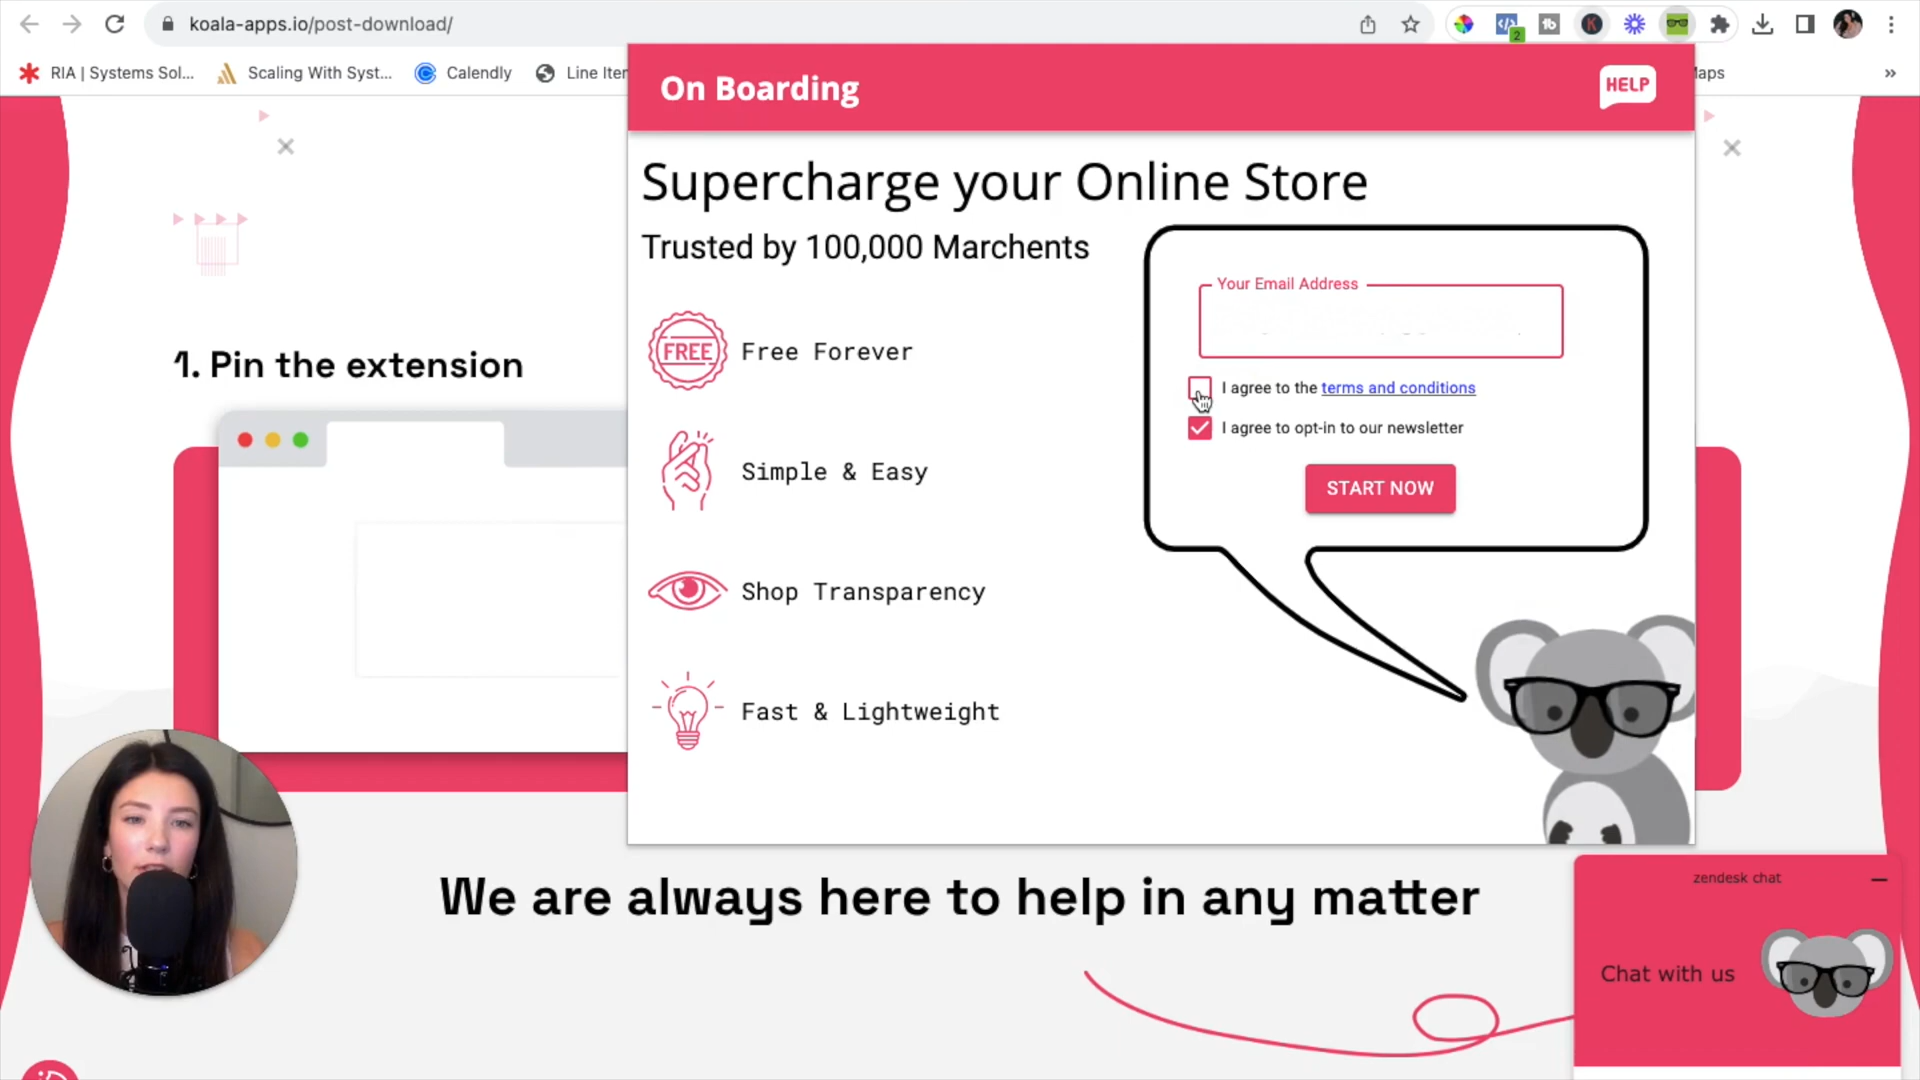 koala-apps.io/post-download/
2
tb
K
RIA | Systems Sol...
Scaling With Syst...
Calendly
Line Iter
Maps
On Boarding
HELP
Supercharge your Online Store
Trusted by 100,000 Marchents
FREE
Free Forever
Simple & Easy
Shop Transparency
Fast & Lightweight
Your Email Address
I agree to the terms and conditions
I agree to opt-in to our newsletter
START NOW
1. Pin the extension
We are always here to help in any matter
zendesk chat
Chat with us